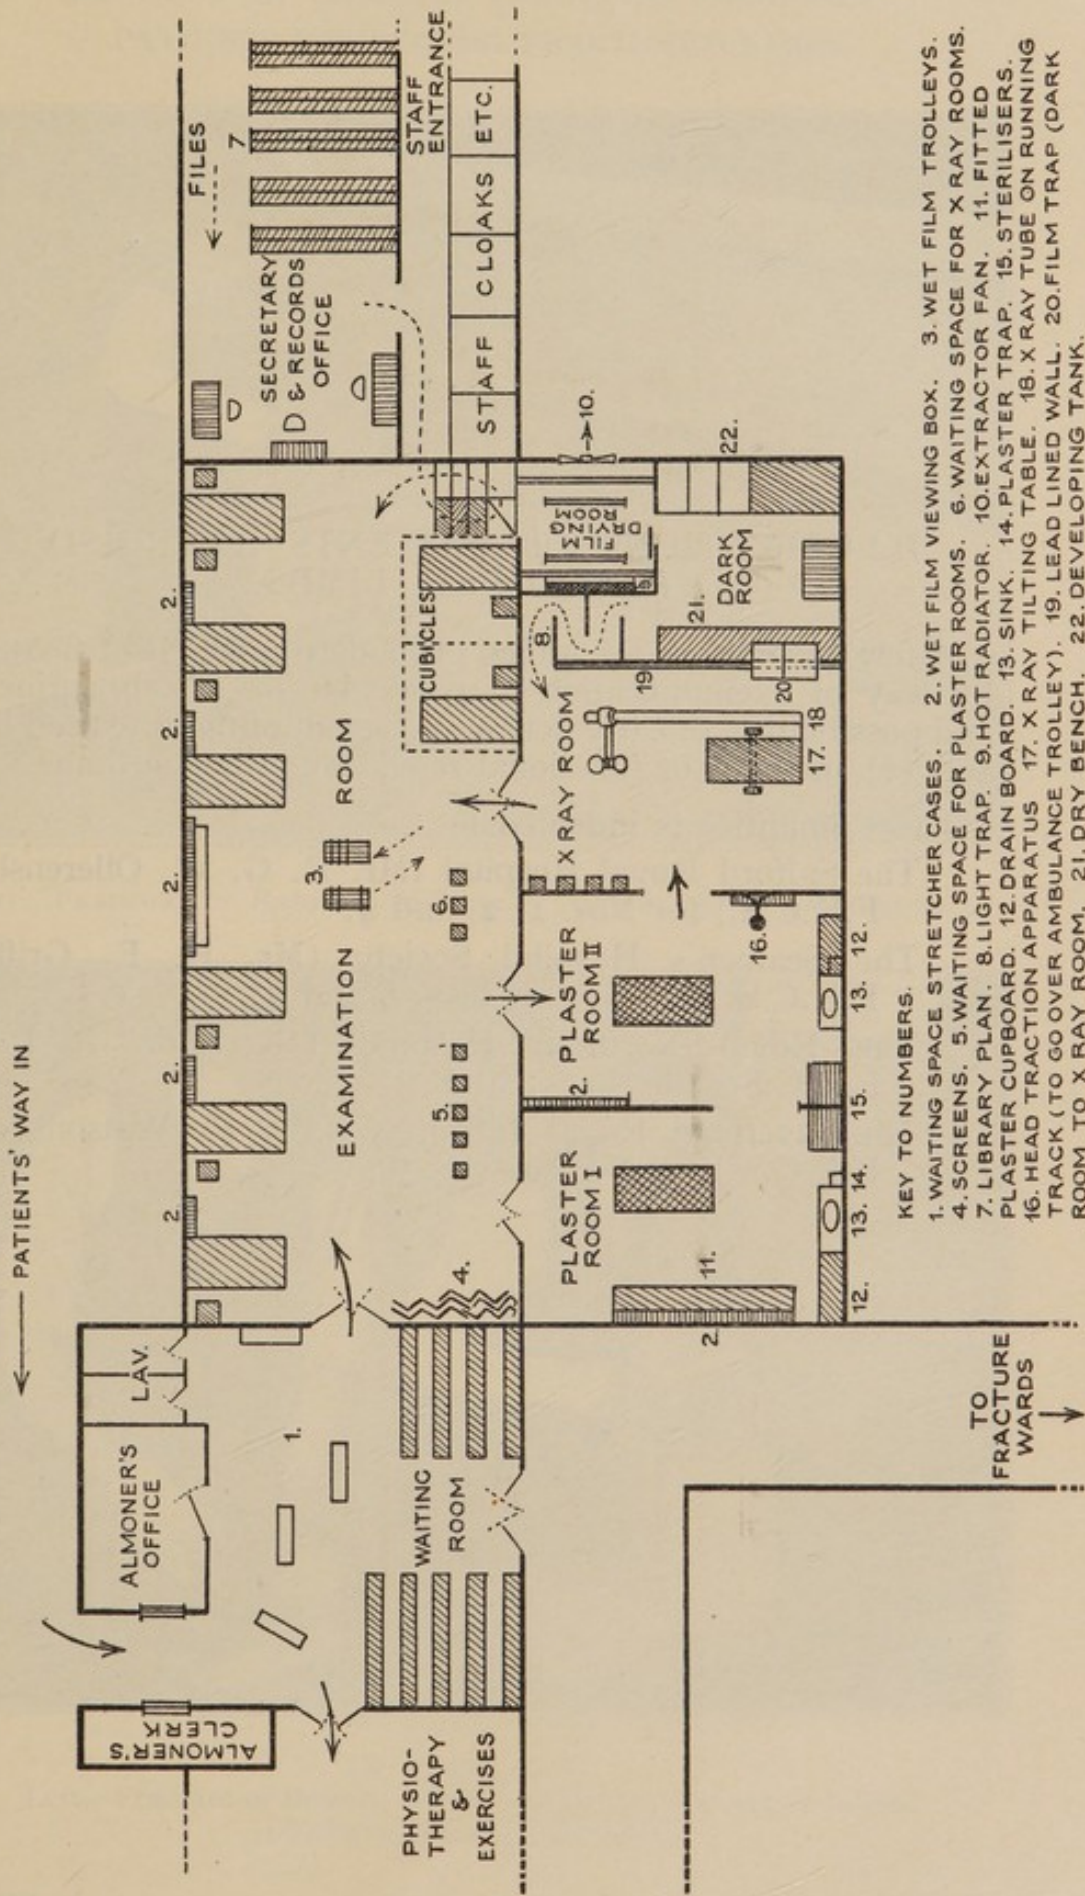 PATIENTS' WAY IN
ALMONER'S
CLERK
ALMONER'S
OFFICE
LAV.
1.
WAITING
ROOM
PHYSIO-
THERAPY
&
EXERCISES
2.
2.
2.
2.
2.
EXAMINATION ROOM
3.
4.
5.
6.
CUBICLES
FILES
7
SECRETARY
& RECORDS
OFFICE
STAFF
ENTRANCE
STAFF CLOAKS ETC.
PLASTER
ROOM I
11.
2.
PLASTER
ROOM II
2.
12.
13.
14.
15.
13.
12.
16.
X RAY ROOM
17.
18
19
20
8.
9
FILM
DRYING
ROOM
10.
21.
DARK
ROOM
22.
TO
FRACTURE
WARDS
KEY TO NUMBERS.
1. WAITING SPACE STRETCHER CASES. 2. WET FILM VIEWING BOX. 3. WET FILM TROLLEYS.
4. SCREENS. 5. WAITING SPACE FOR PLASTER ROOMS. 6. WAITING SPACE FOR X RAY ROOMS.
7. LIBRARY PLAN. 8. LIGHT TRAP. 9. HOT RADIATOR. 10. EXTRACTOR FAN. 11. FITTED
PLASTER CUPBOARD. 12. DRAIN BOARD. 13. SINK. 14. PLASTER TRAP. 15. STERILISERS.
16. HEAD TRACTION APPARATUS 17. X RAY TILTING TABLE. 18. X RAY TUBE ON RUNNING
TRACK (TO GO OVER AMBULANCE TROLLEY). 19. LEAD LINED WALL. 20. FILM TRAP (DARK
ROOM TO X RAY ROOM. 21. DRY BENCH. 22. DEVELOPING TANK.